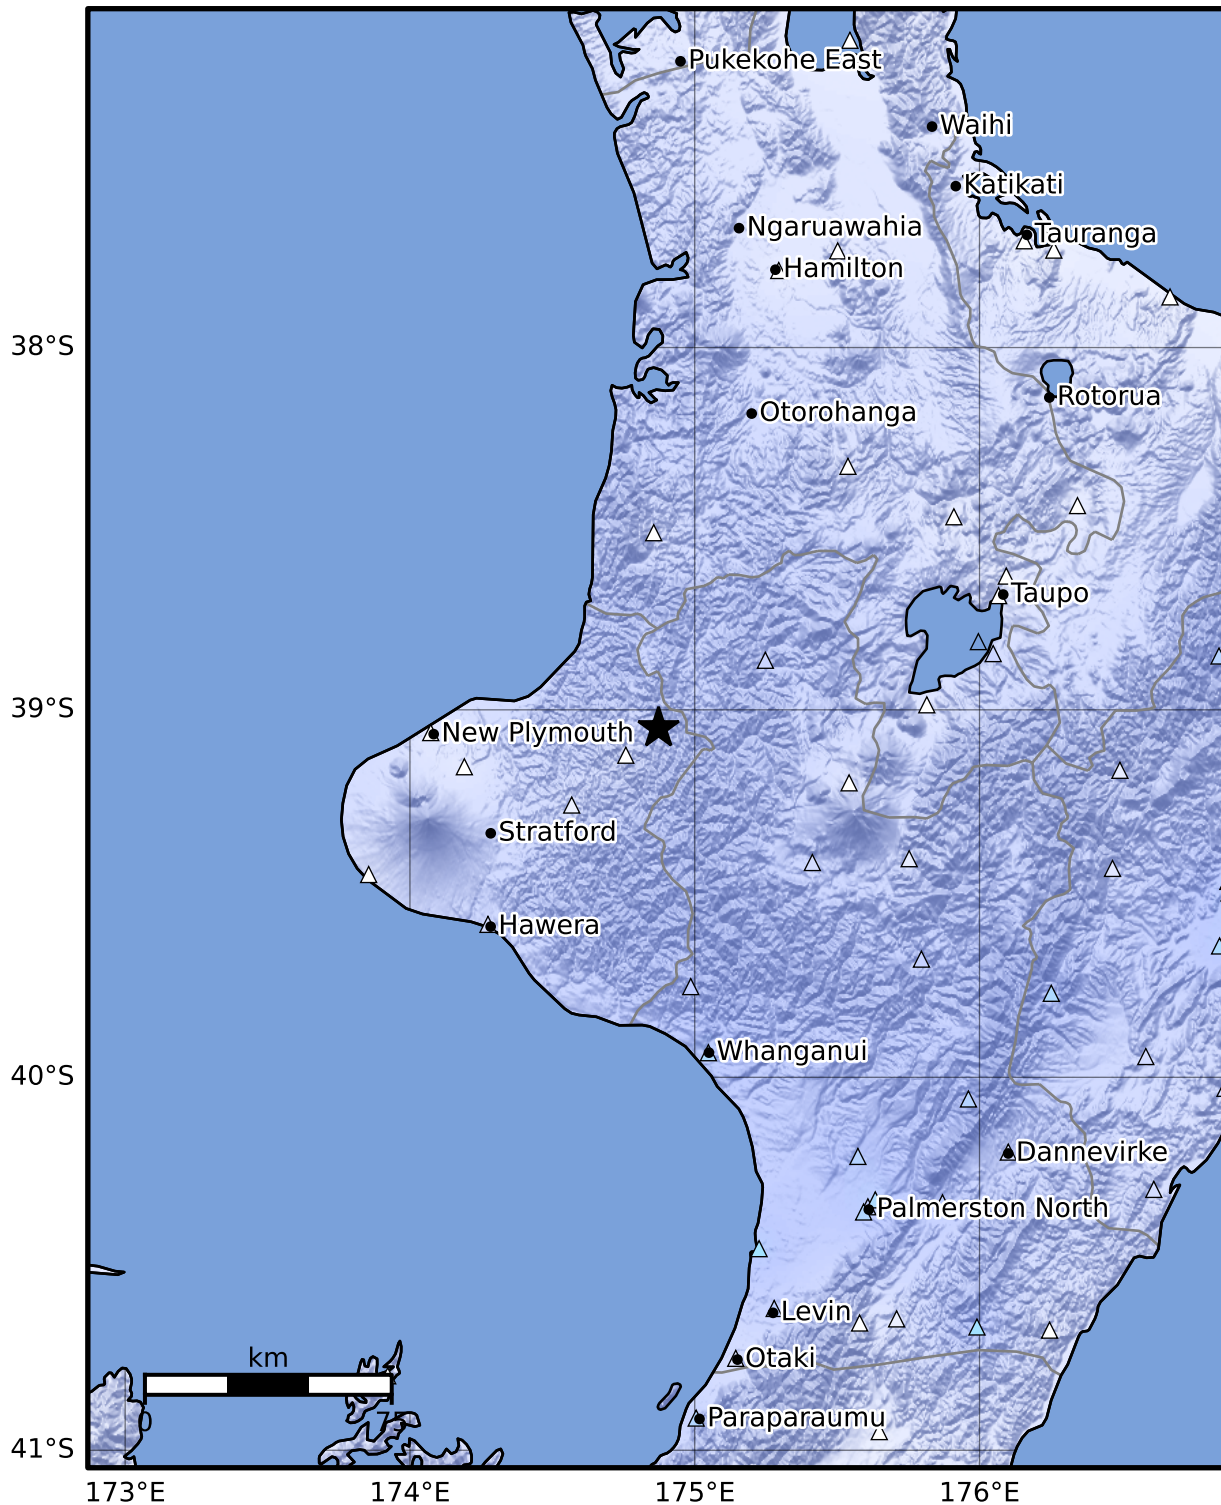 Pukekohe East
Waihi
Katikati
Ngaruawahia
Tauranga
Hamilton
38°S
Rotorua
Otorohanga
Taupo
39°S
New Plymouth
Stratford
Hawera
Whanganui
40°S
Dannevirke
Palmerston North
Levin
km
Otaki
75
Paraparaumu
41°S
173°E 174°E 175°E 176°E